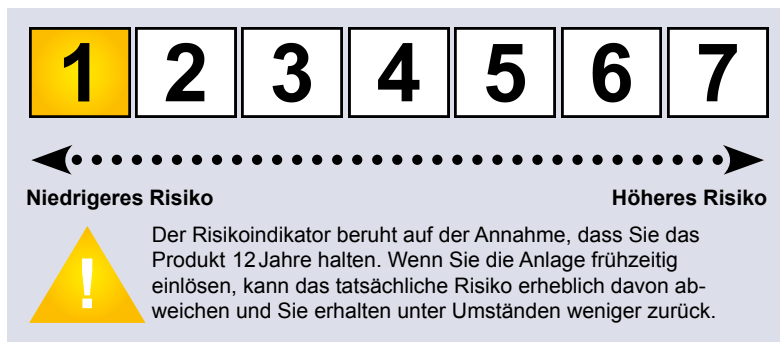 1 2 3 4 5 6 7
Niedrigeres Risiko Höheres Risiko
!
Der Risikoindikator beruht auf der Annahme, dass Sie das
Produkt 12 Jahre halten. Wenn Sie die Anlage frühzeitig
einlösen, kann das tatsächliche Risiko erheblich davon ab-
weichen und Sie erhalten unter Umständen weniger zurück.